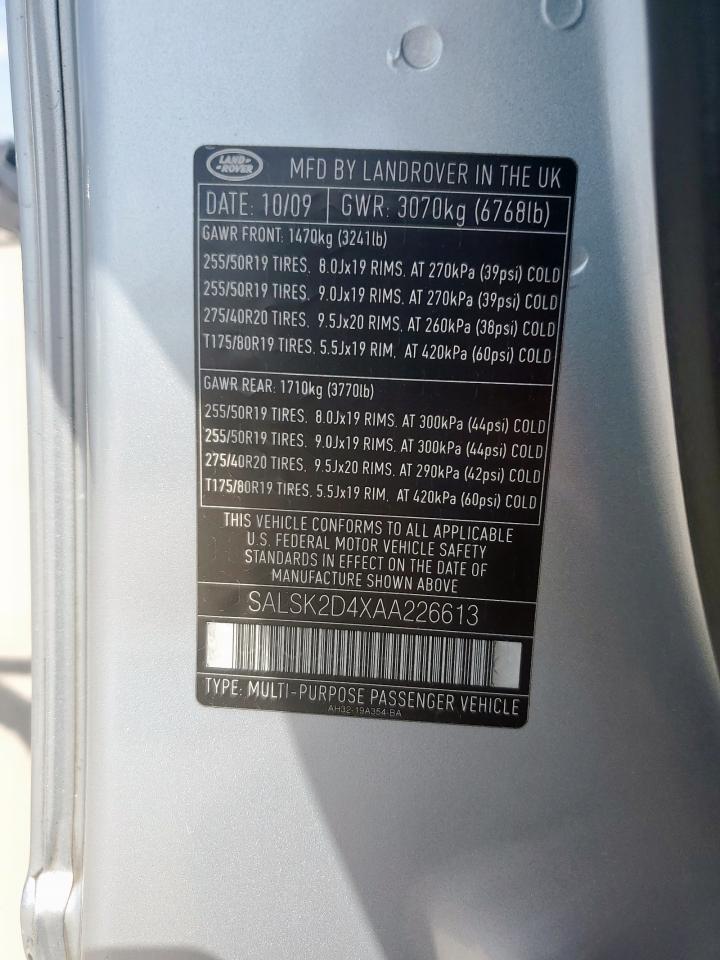 LAND ROVER MFD BY LANDROVER IN THE UK
DATE: 10/09 GWR: 3070kg (6768lb)
GAWR FRONT: 1470kg (3241lb)
255/50R19 TIRES, 8.0Jx19 RIMS, AT 270kPa (39psi) COLD
255/50R19 TIRES, 9.0Jx19 RIMS, AT 270kPa (39psi) COLD
275/40R20 TIRES, 9.5Jx20 RIMS, AT 260kPa (38psi) COLD
T175/80R19 TIRES, 5.5Jx19 RIM, AT 420kPa (60psi) COLD
GAWR REAR: 1710kg (3770lb)
255/50R19 TIRES, 8.0Jx19 RIMS, AT 300kPa (44psi) COLD
255/50R19 TIRES, 9.0Jx19 RIMS, AT 300kPa (44psi) COLD
275/40R20 TIRES, 9.5Jx20 RIMS, AT 290kPa (42psi) COLD
T175/80R19 TIRES, 5.5Jx19 RIM, AT 420kPa (60psi) COLD
THIS VEHICLE CONFORMS TO ALL APPLICABLE
U.S. FEDERAL MOTOR VEHICLE SAFETY
STANDARDS IN EFFECT ON THE DATE OF
MANUFACTURE SHOWN ABOVE
SALSK2D4XAA226613
TYPE: MULTI-PURPOSE PASSENGER VEHICLE
AH32-19A354-BA